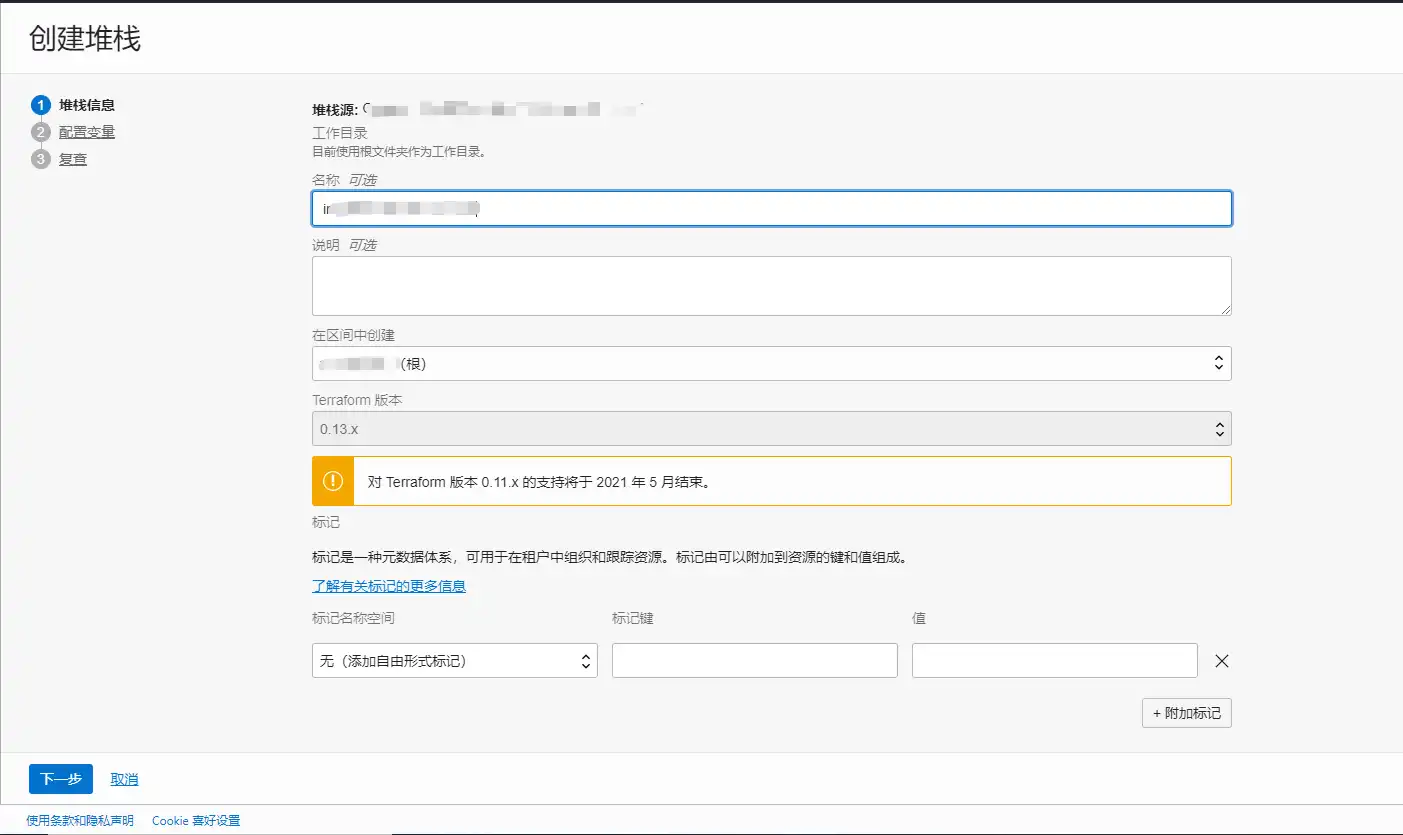 创建堆栈
1 堆栈信息
2 配置变量
3 复查
堆栈源:
工作目录
目前使用根文件夹作为工作目录。
名称 可选
说明 可选
在区间中创建
(根)
Terraform 版本
0.13.x
对 Terraform 版本 0.11.x 的支持将于 2021 年 5 月结束。
标记
标记是一种元数据体系，可用于在租户中组织和跟踪资源。标记由可以附加到资源的键和值组成。
了解有关标记的更多信息
标记名称空间 标记键 值
无（添加自由形式标记）
+ 附加标记
下一步 取消
使用条款和隐私声明 Cookie 喜好设置